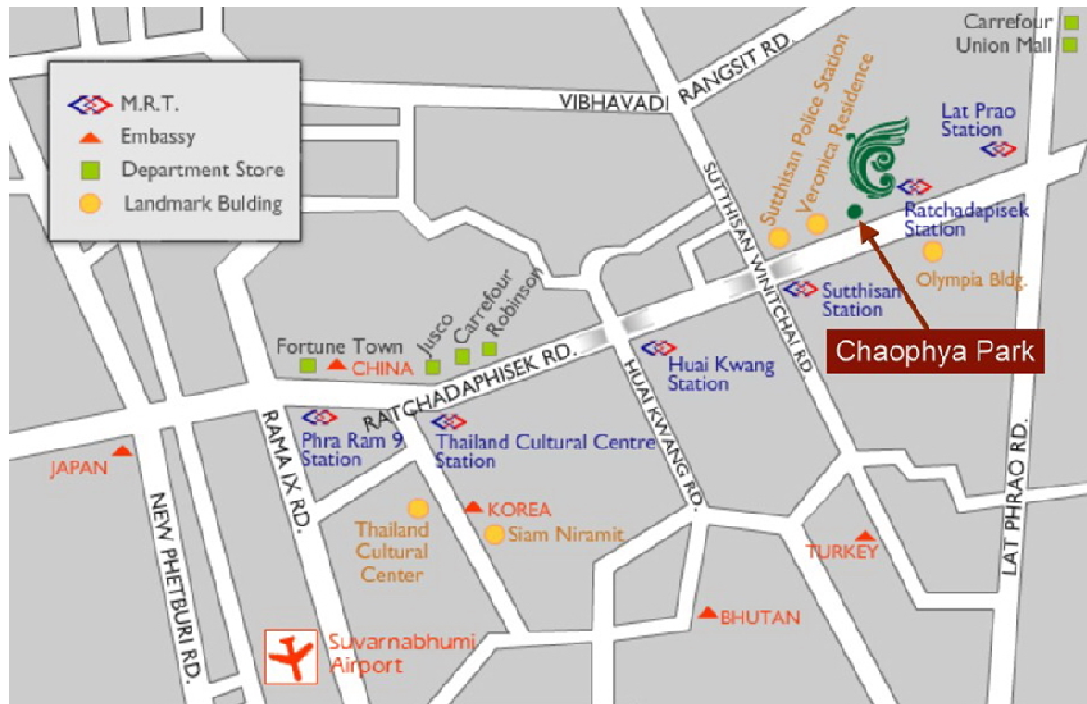 Carrefour
Union Mall
M.R.T.
Embassy
Department Store
Landmark Bulding
VIBHAVADI RANGSIT RD.
Sutthisan Police Station
Veronica Residence
Lat Prao
Station
SUTTHISAN WINITCHAI RD.
Ratchadapisek
Station
Olympia Bldg.
Sutthisan
Station
Chaophya Park
Fortune Town
CHINA
Jusco
Carrefour
Robinson
RATCHADAPHISEK RD.
Huai Kwang
Station
HUAI KWANG RD.
RAMA IX RD.
Phra Ram 9
Station
Thailand Cultural Centre
Station
JAPAN
NEW PHETBURI RD.
Thailand
Cultural
Center
KOREA
Siam Niramit
TURKEY
LAT PHRAO RD.
BHUTAN
Suvarnabhumi
Airport